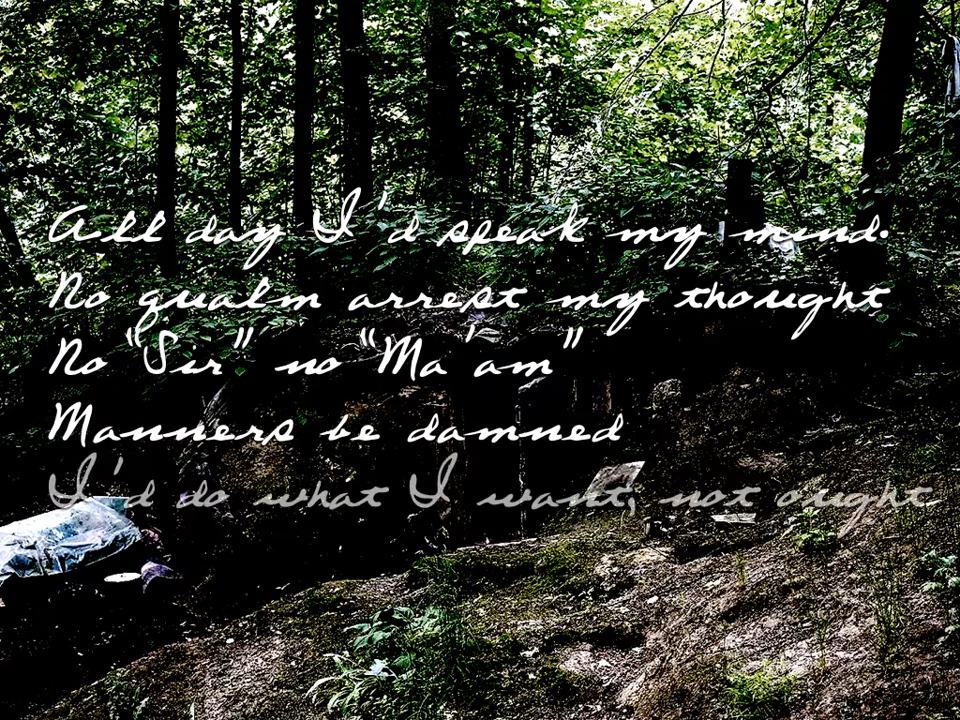 All day I'd speak my mind.
No qualm arrest my thought
No "Sir" no "Ma'am"
Manners be damned
I'd do what I want, not ought